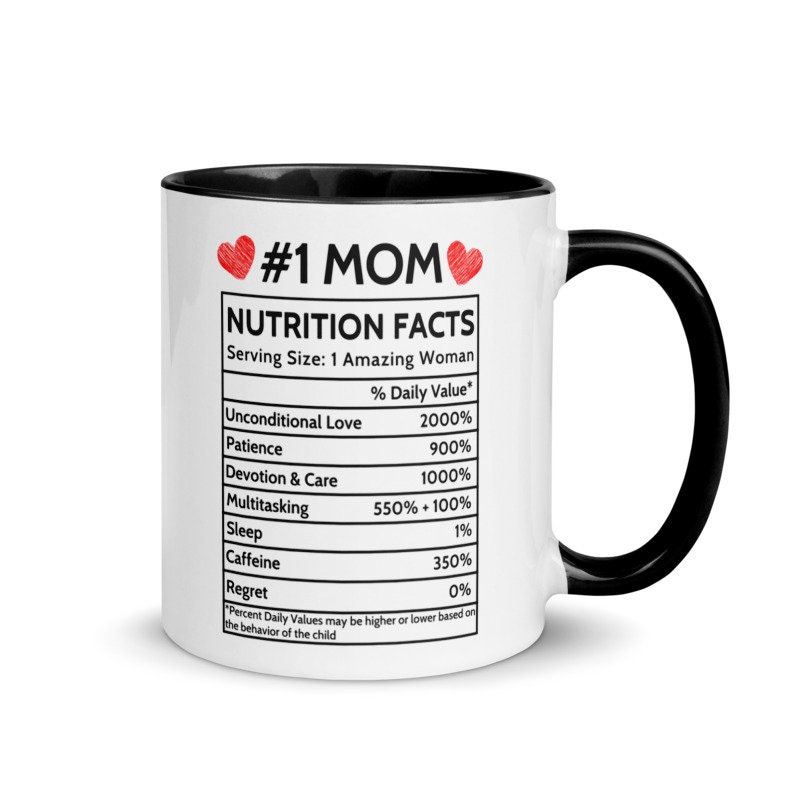 #1 MOM
NUTRITION FACTS
Serving Size: 1 Amazing Woman
% Daily Value*
Unconditional Love 2000%
Patience 900%
Devotion & Care 1000%
Multitasking 550% + 100%
Sleep 1%
Caffeine 350%
Regret 0%
*Percent Daily Values may be higher or lower based on
the behavior of the child